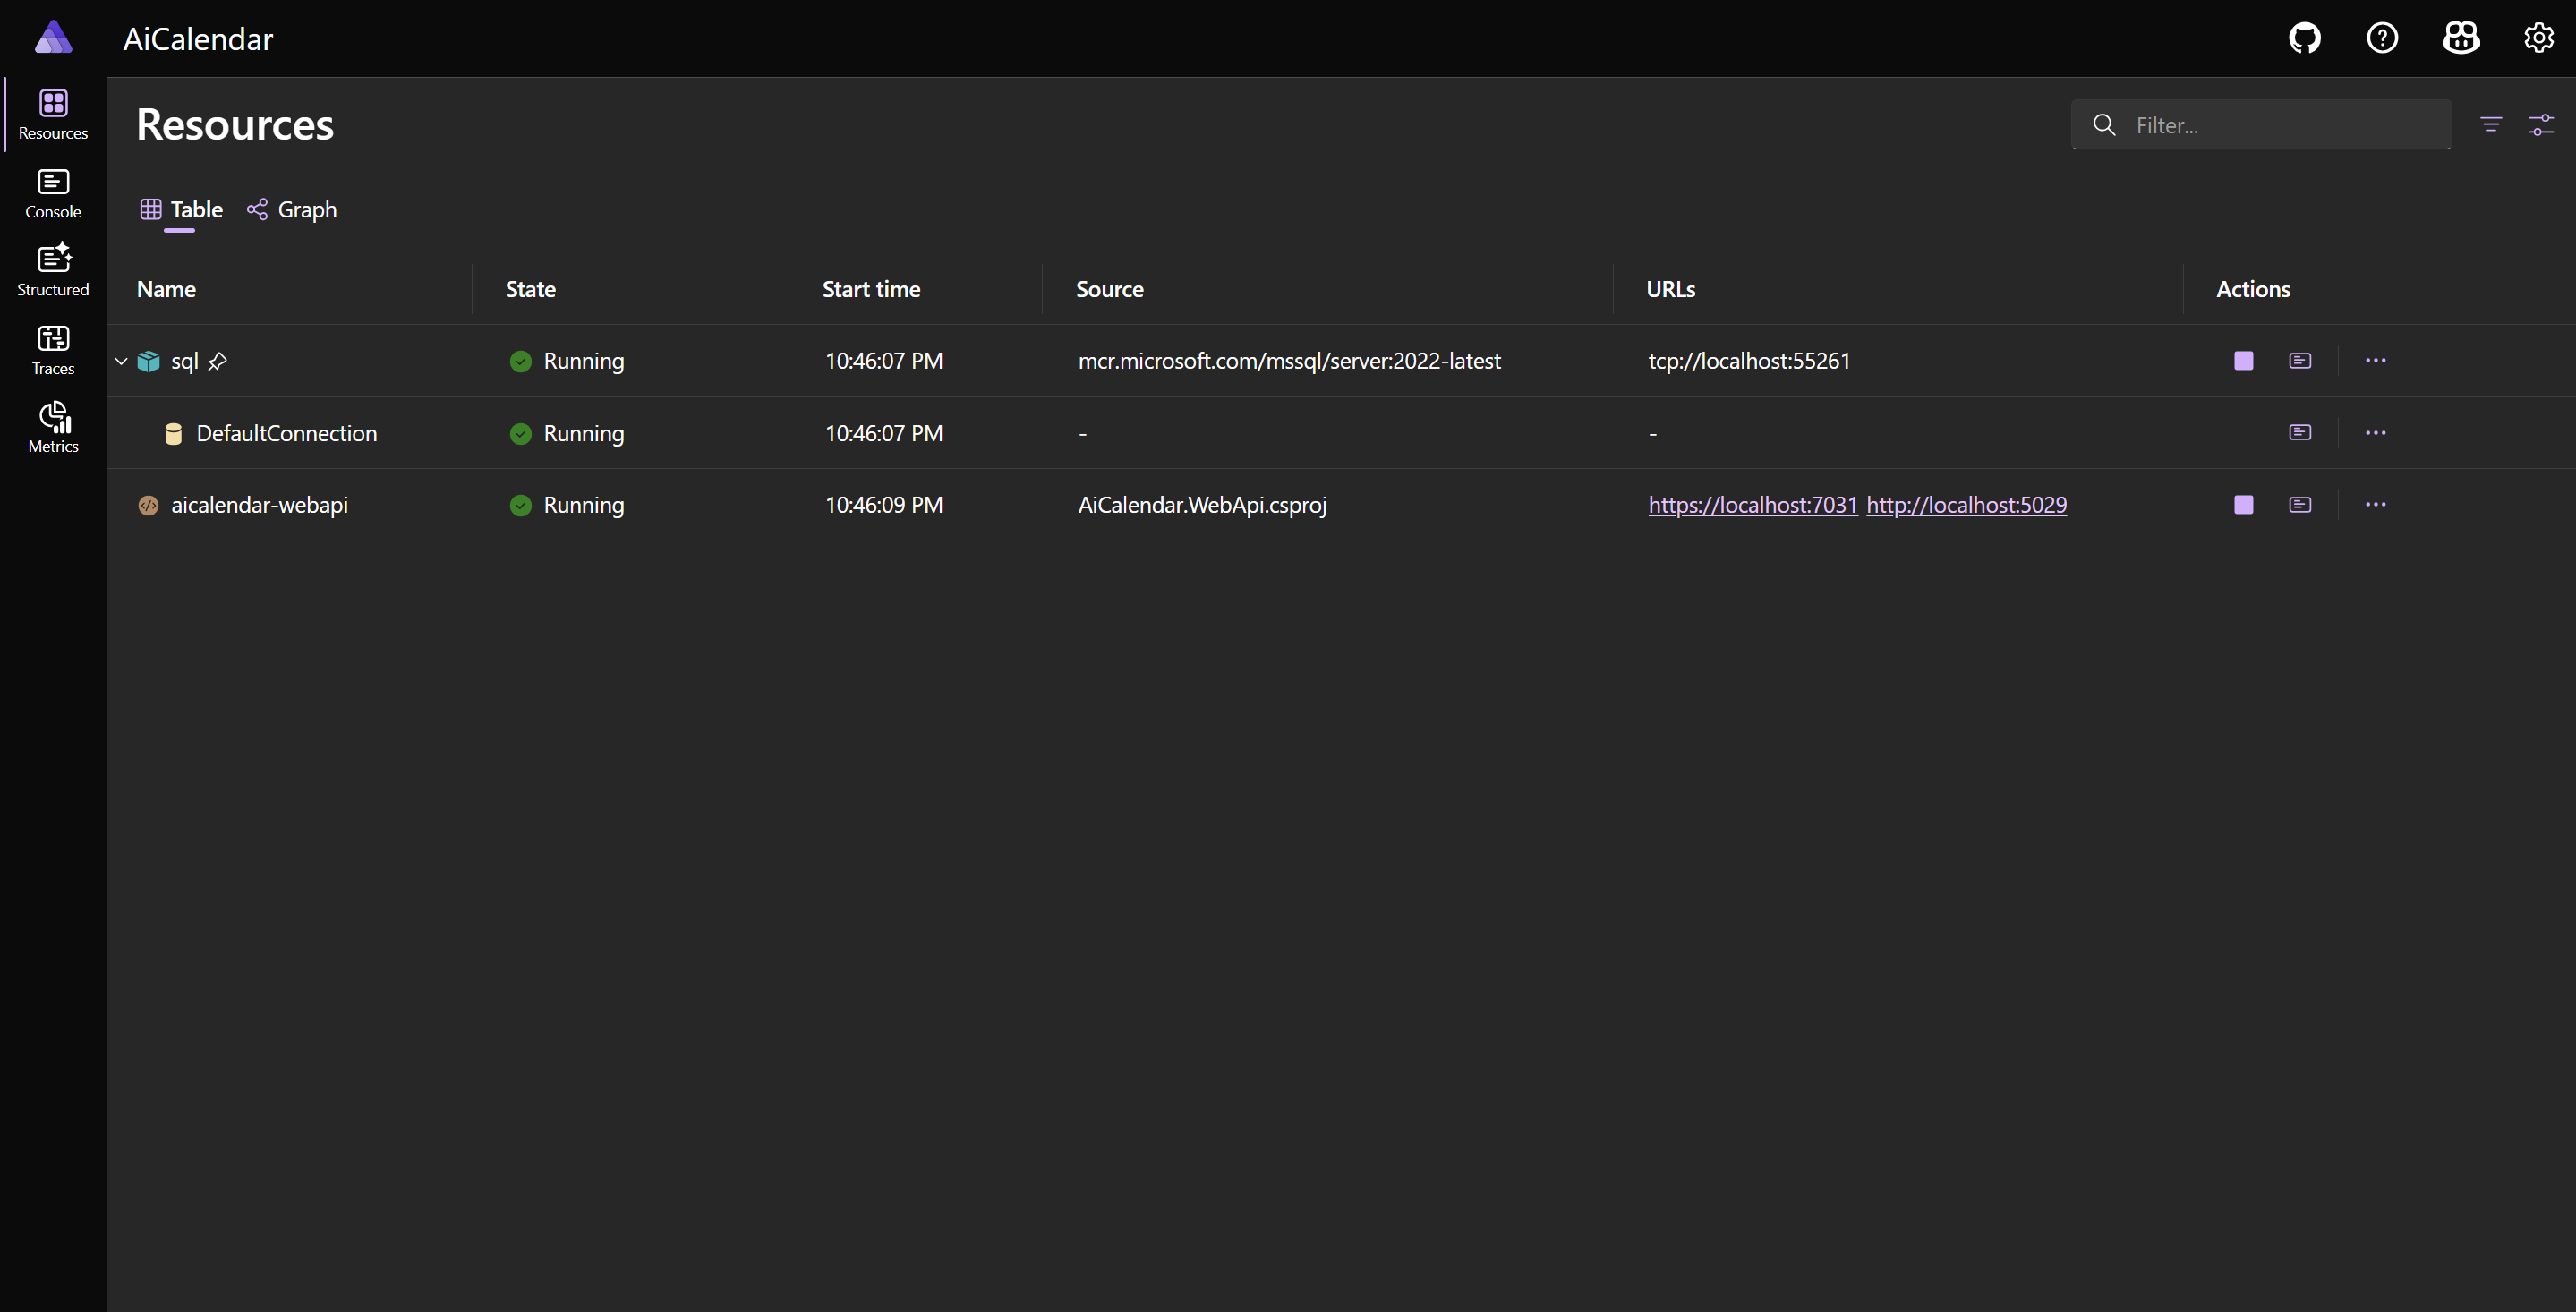 AiCalendar
Resources
Console
Structured
Traces
Metrics
Resources
Filter...
Table Graph
Name State Start time Source URLs Actions
sql Running 10:46:07 PM mcr.microsoft.com/mssql/server:2022-latest tcp://localhost:55261
DefaultConnection Running 10:46:07 PM - -
aicalendar-webapi Running 10:46:09 PM AiCalendar.WebApi.csproj https://localhost:7031 http://localhost:5029